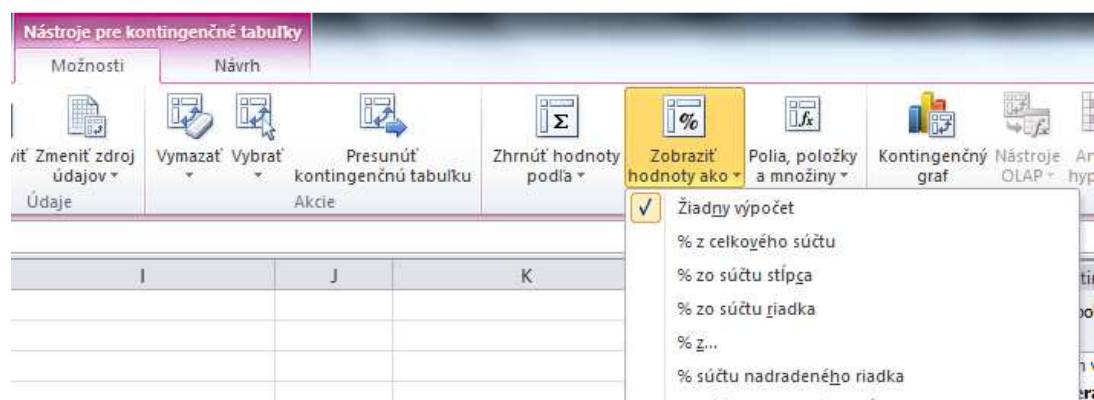 Nástroje pre kontingenčné tabuľky
Možnosti Návrh
Zmeniť zdroj údajov
Vymazať
Vybrať
Presunúť kontingenčnú tabuľku
Zhrnúť hodnoty podľa
Zobraziť hodnoty ako
Polia, položky a množiny
Kontingenčný graf
Nástroje OLAP
Údaje
Akcie
Žiadny výpočet
% z celkového súčtu
I J K
% zo súčtu stĺpca
% zo súčtu riadka
% z...
% súčtu nadradeného riadka